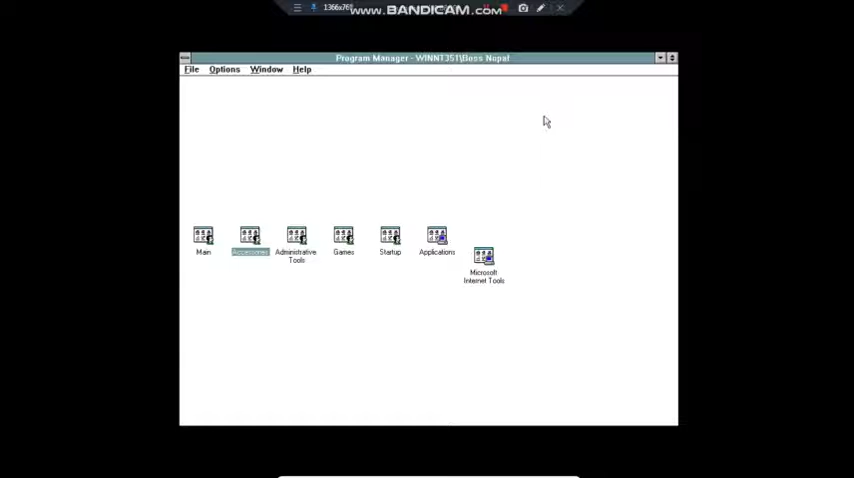 1366x768
www.BANDICAM.com
Program Manager - WINNT351\Boss Nopal
File Options Window Help
Main
Accessories
Administrative
Tools
Games
Startup
Applications
Microsoft
Internet Tools